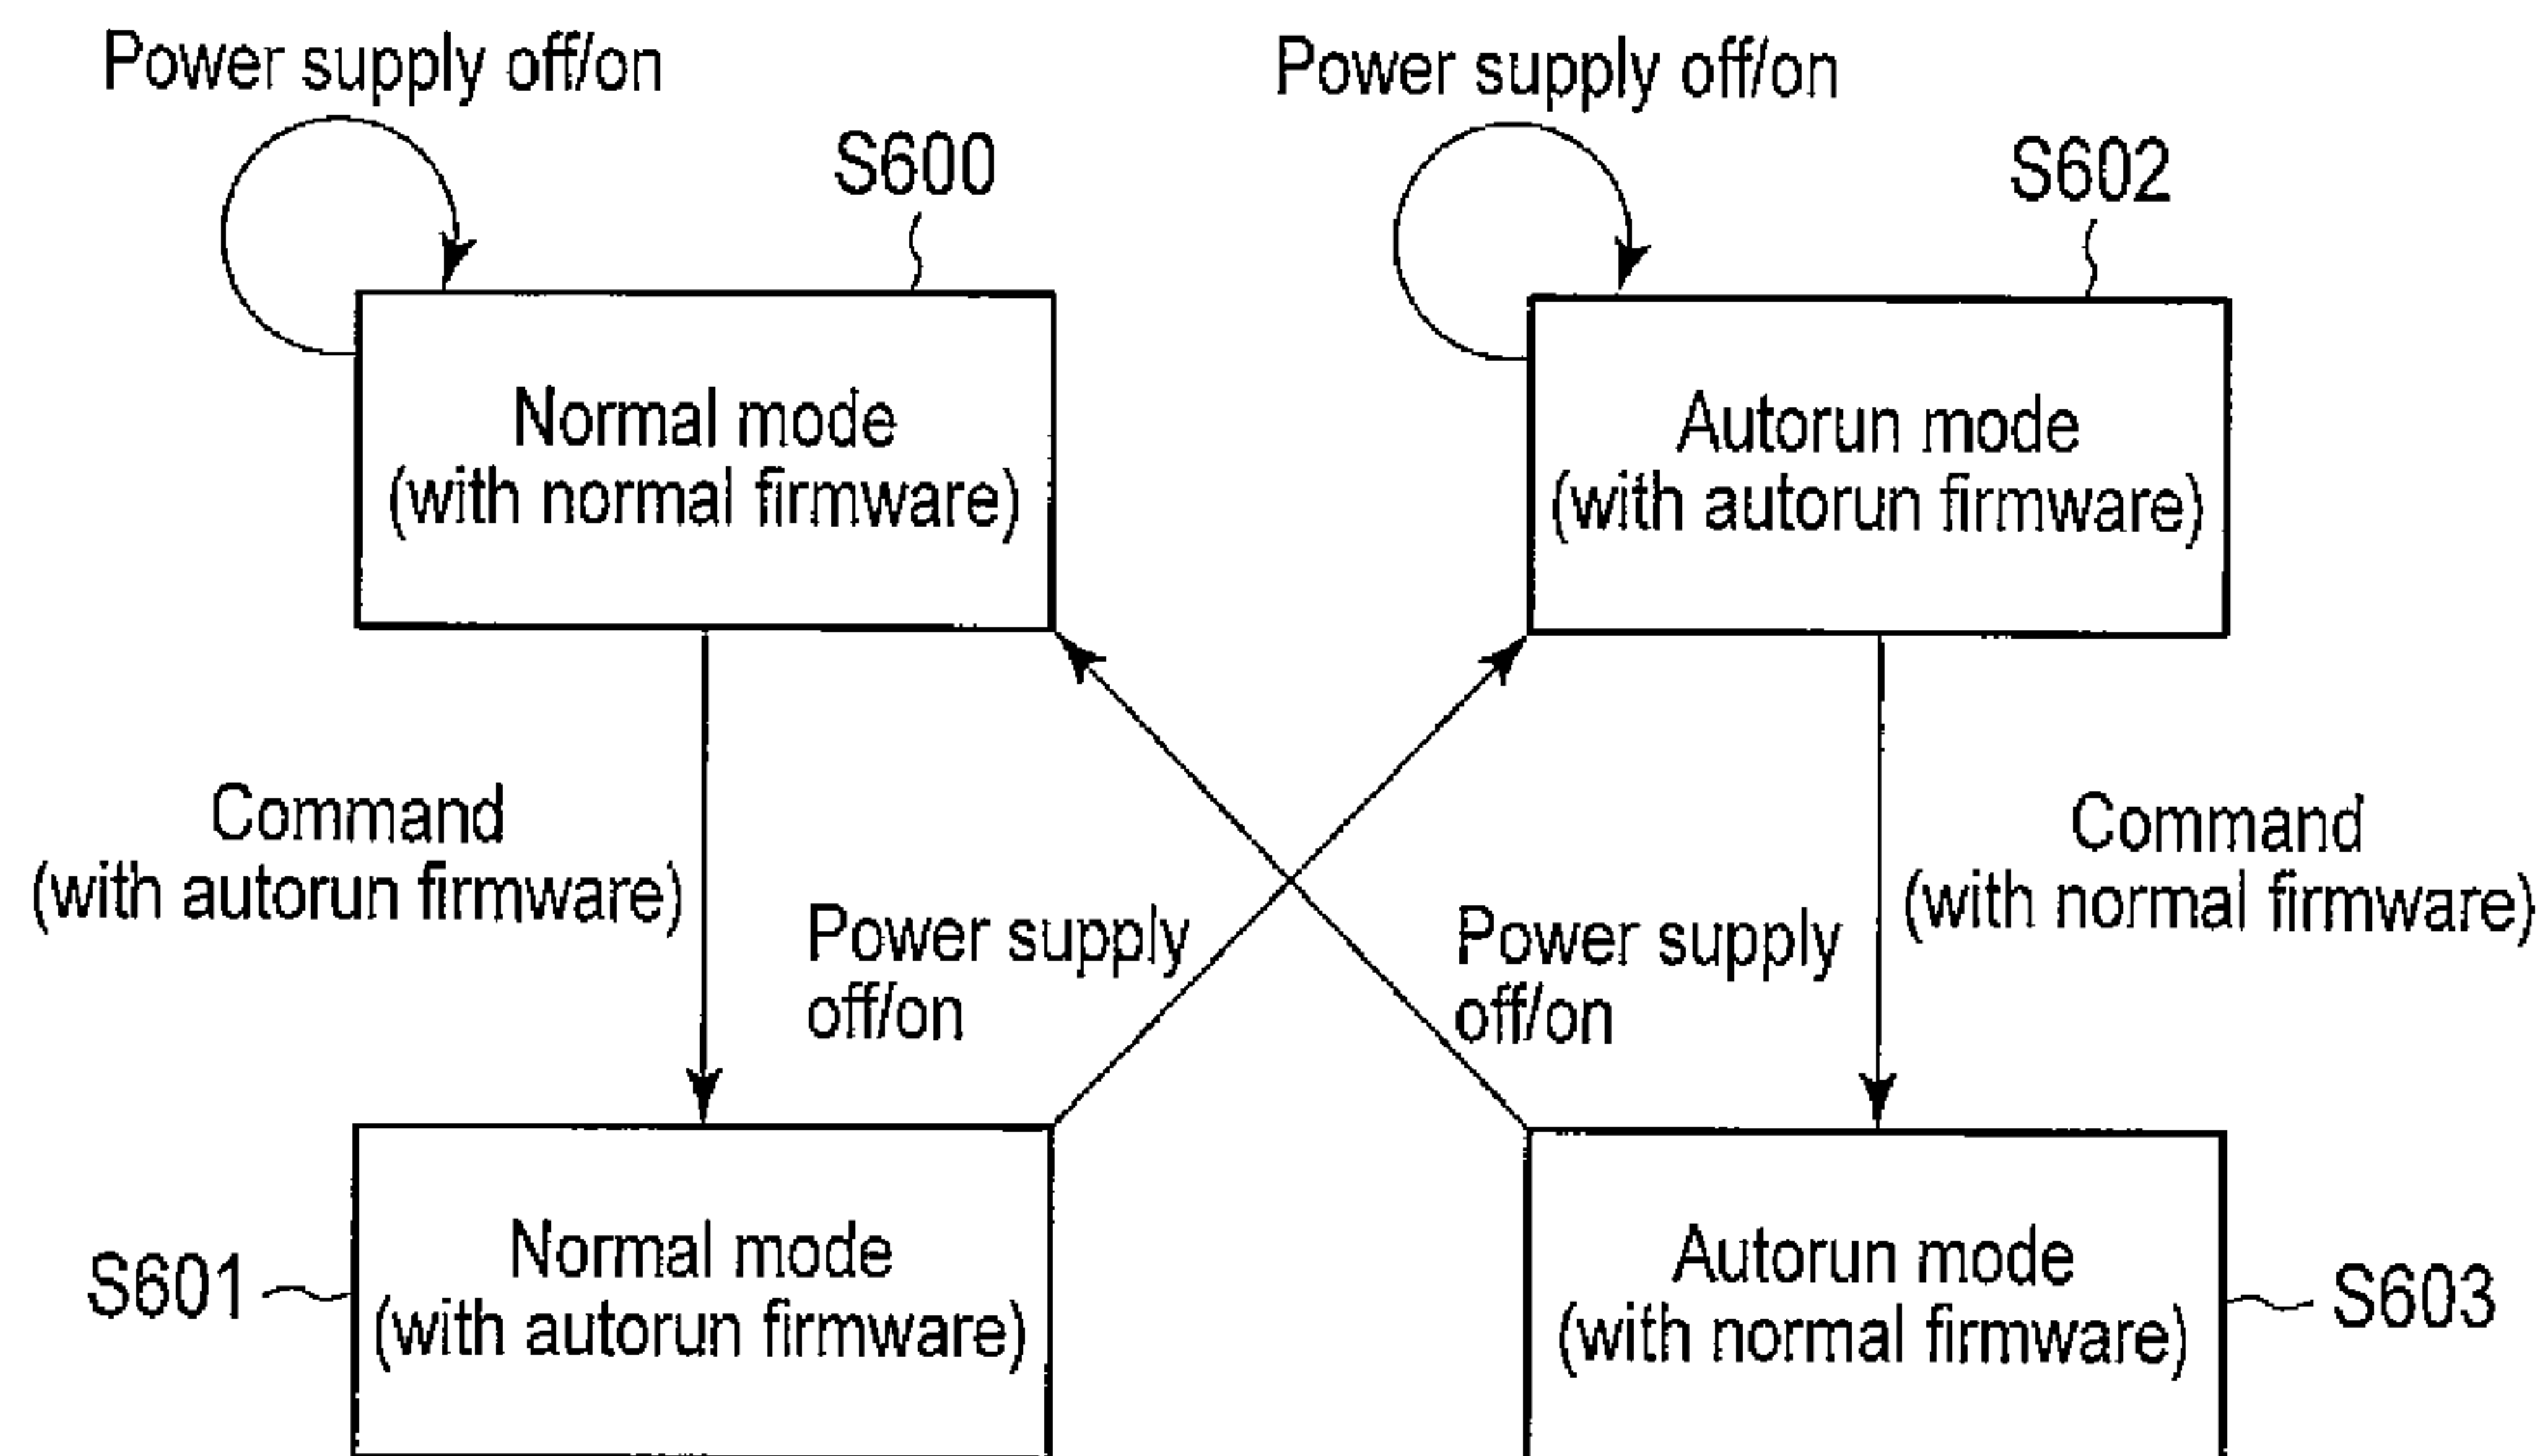 Power supply off/on
Power supply off/on
S600
S602
Normal mode
(with normal firmware)
Autorun mode
(with autorun firmware)
Command
(with autorun firmware)
Power supply
off/on
Power supply
off/on
Command
(with normal firmware)
S601
Normal mode
(with autorun firmware)
Autorun mode
(with normal firmware)
S603